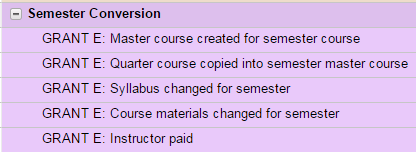 Semester Conversion
GRANT E: Master course created for semester course
GRANT E: Quarter course copied into semester master course
GRANT E: Syllabus changed for semester
GRANT E: Course materials changed for semester
GRANT E: Instructor paid